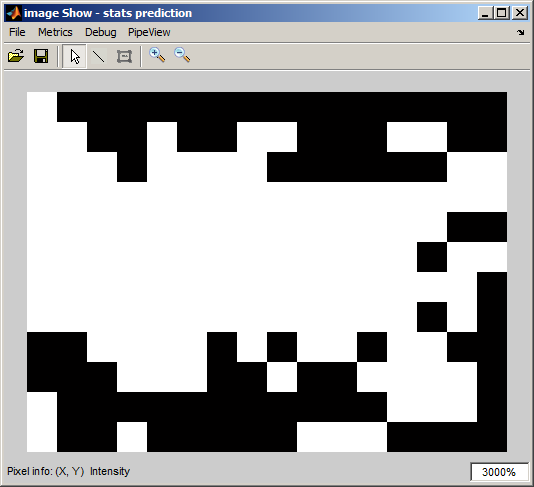 image Show - stats prediction
File Metrics Debug PipeView
Pixel info: (X, Y) Intensity
3000%